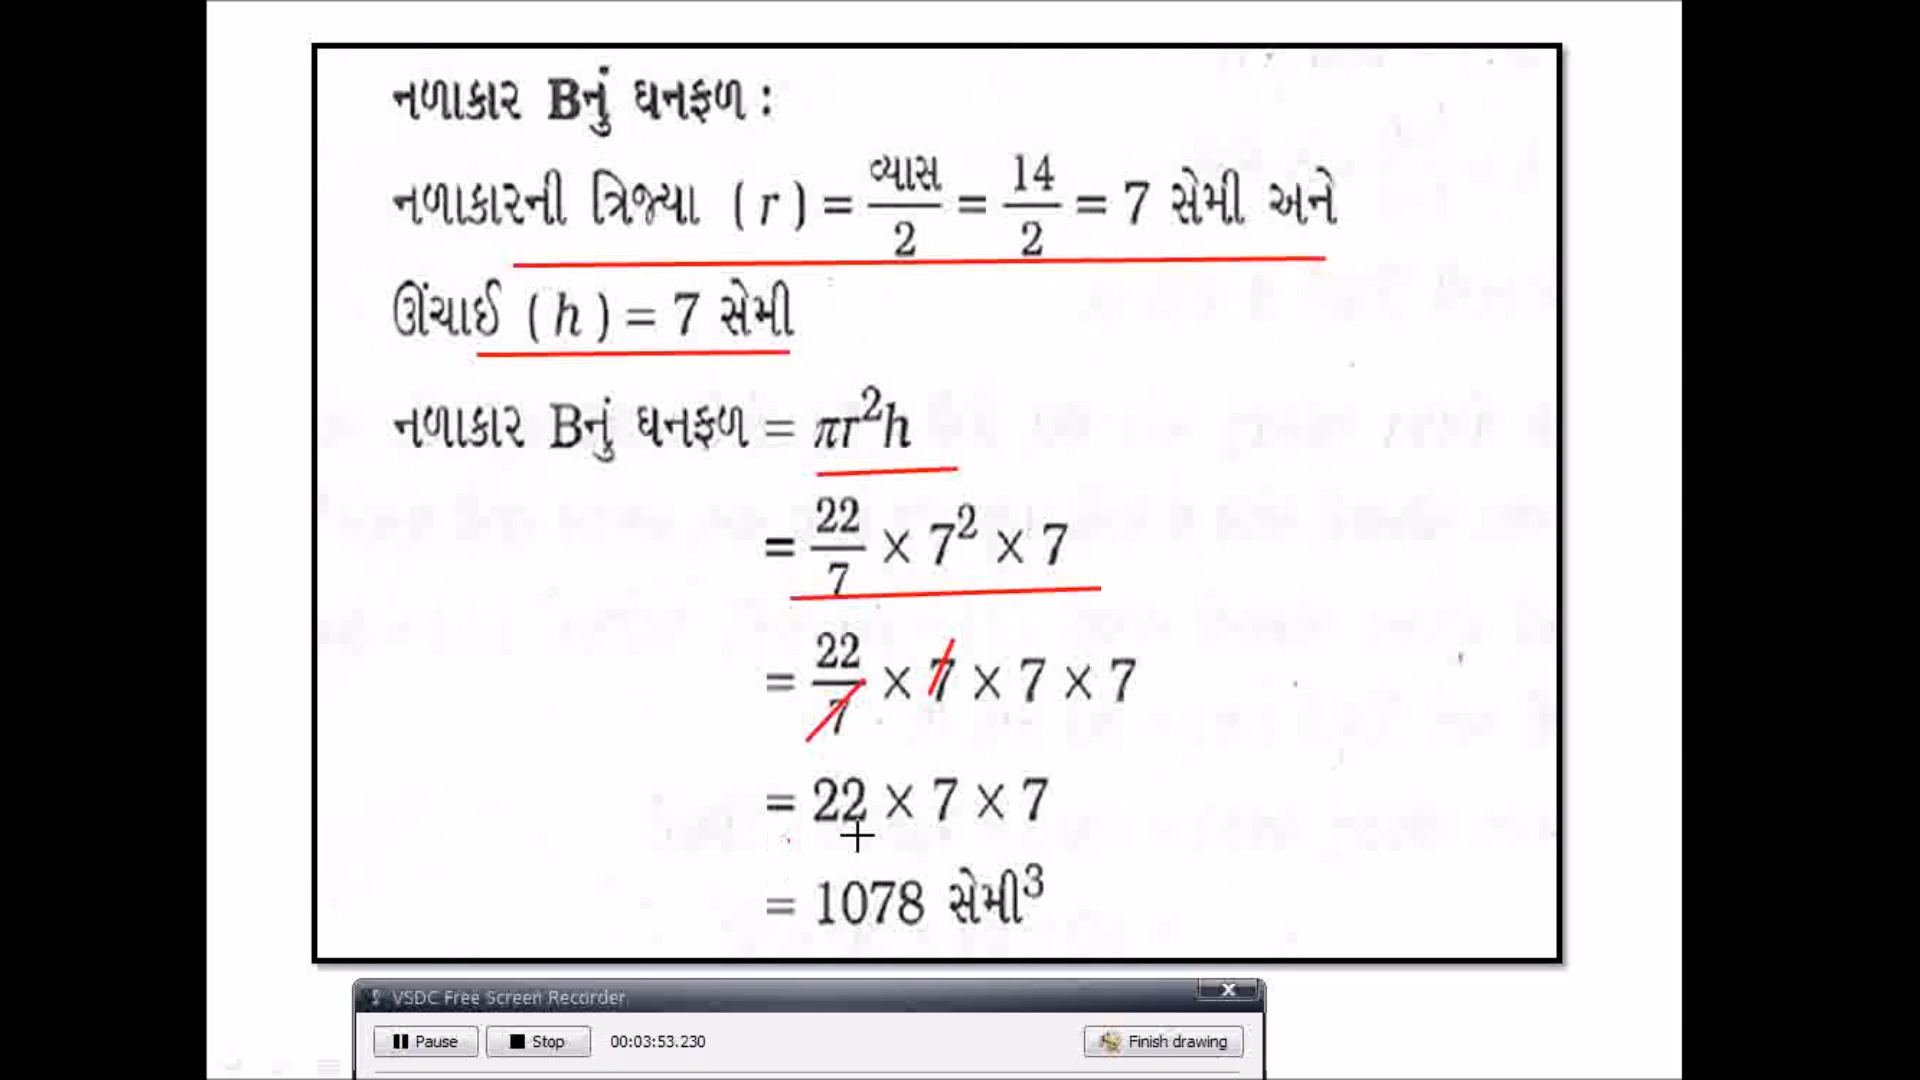 નળાકાર Bનું ઘનફળ :
નળાકારની ત્રિજ્યા ( r ) = વ્યાસ/2 = 14/2 = 7 સેમી અને
ઊંચાઈ ( h ) = 7 સેમી
નળાકાર Bનું ઘનફળ = πr²h
= 22/7 × 7² × 7
= 22/7 × 7 × 7 × 7
= 22 × 7 × 7
= 1078 સેમી³
VSDC Free Screen Recorder
Pause Stop 00:03:53.230 Finish drawing